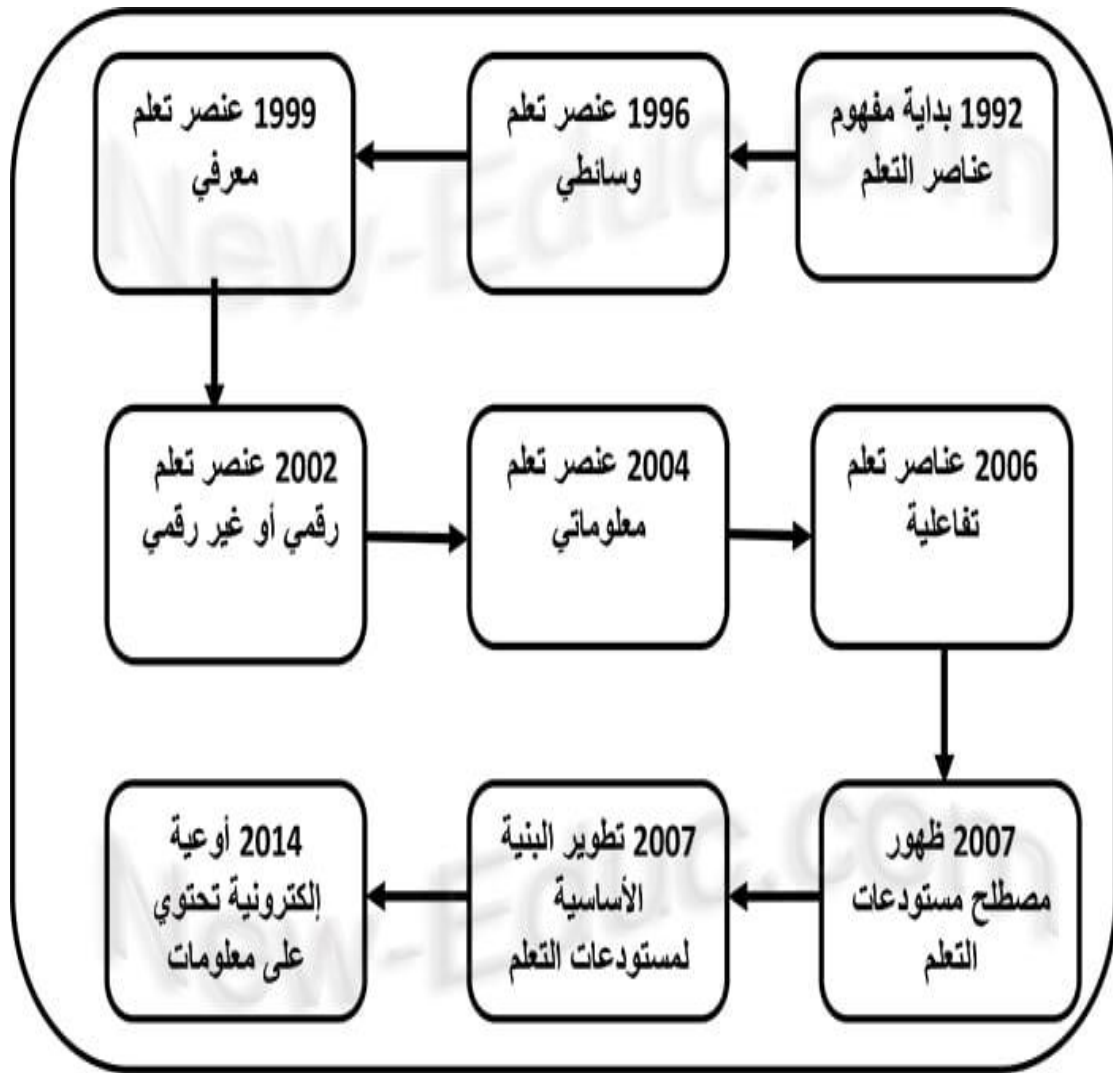 1992 بداية مفهوم
عناصر التعلم
1996 عنصر تعلم
وسائطي
1999 عنصر تعلم
معرفي
2002 عنصر تعلم
رقمي أو غير رقمي
2004 عنصر تعلم
معلوماتي
2006 عناصر تعلم
تفاعلية
2007 ظهور
مصطلح مستودعات
التعلم
2007 تطوير البنية
الأساسية
لمستودعات التعلم
2014 أوعية
إلكترونية تحتوي
على معلومات
New-Educ.com
New-Educ.com